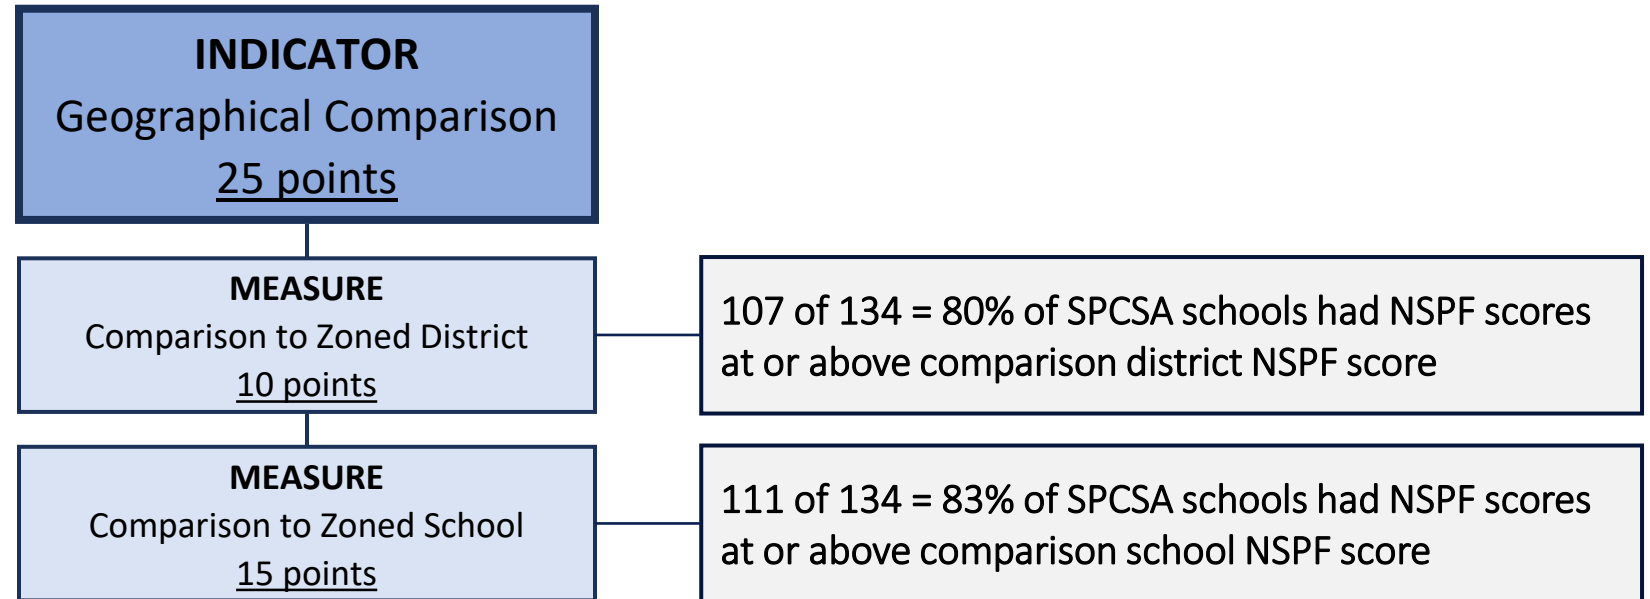 INDICATOR
Geographical Comparison
25 points
MEASURE
Comparison to Zoned District
10 points
107 of 134 = 80% of SPCSA schools had NSPF scores
at or above comparison district NSPF score
MEASURE
Comparison to Zoned School
15 points
111 of 134 = 83% of SPCSA schools had NSPF scores
at or above comparison school NSPF score